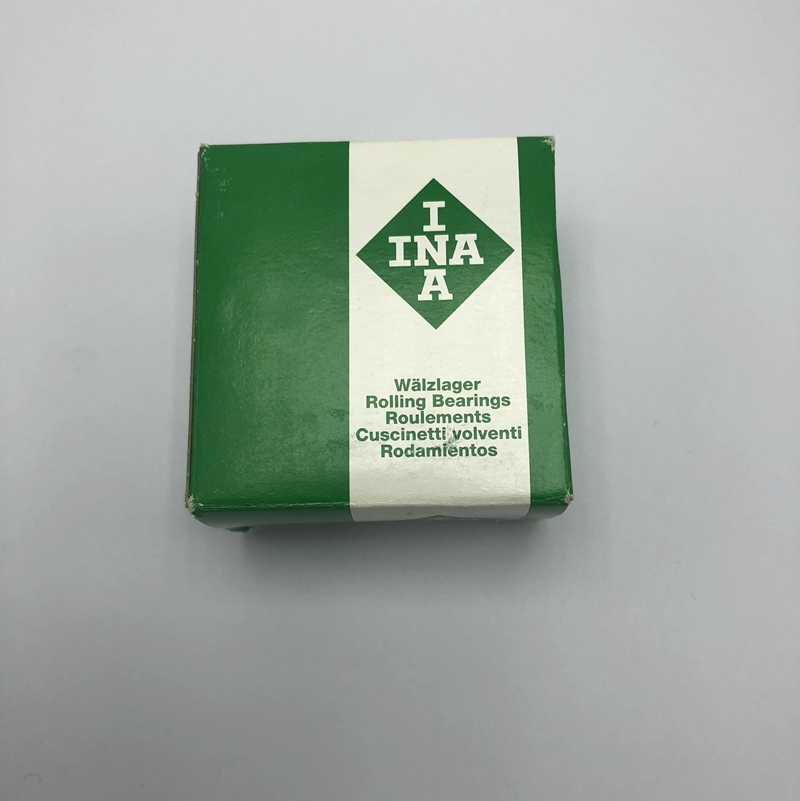 I
INA
A
Wälzlager
Rolling Bearings
Roulements
Cuscinetti volventi
Rodamientos